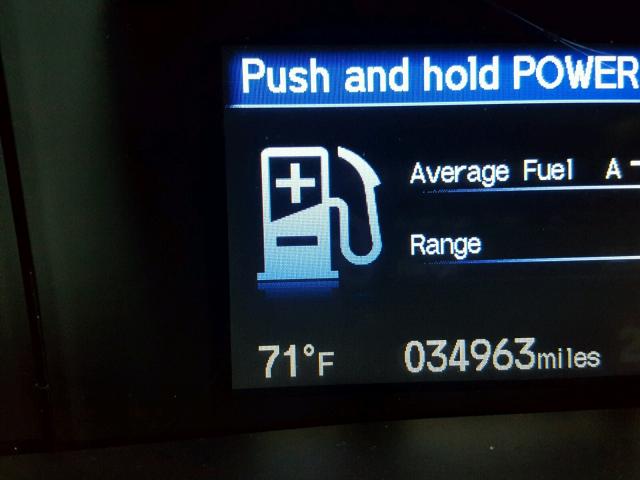 Push and hold POWER
Average Fuel A
Range
71°F 034963miles